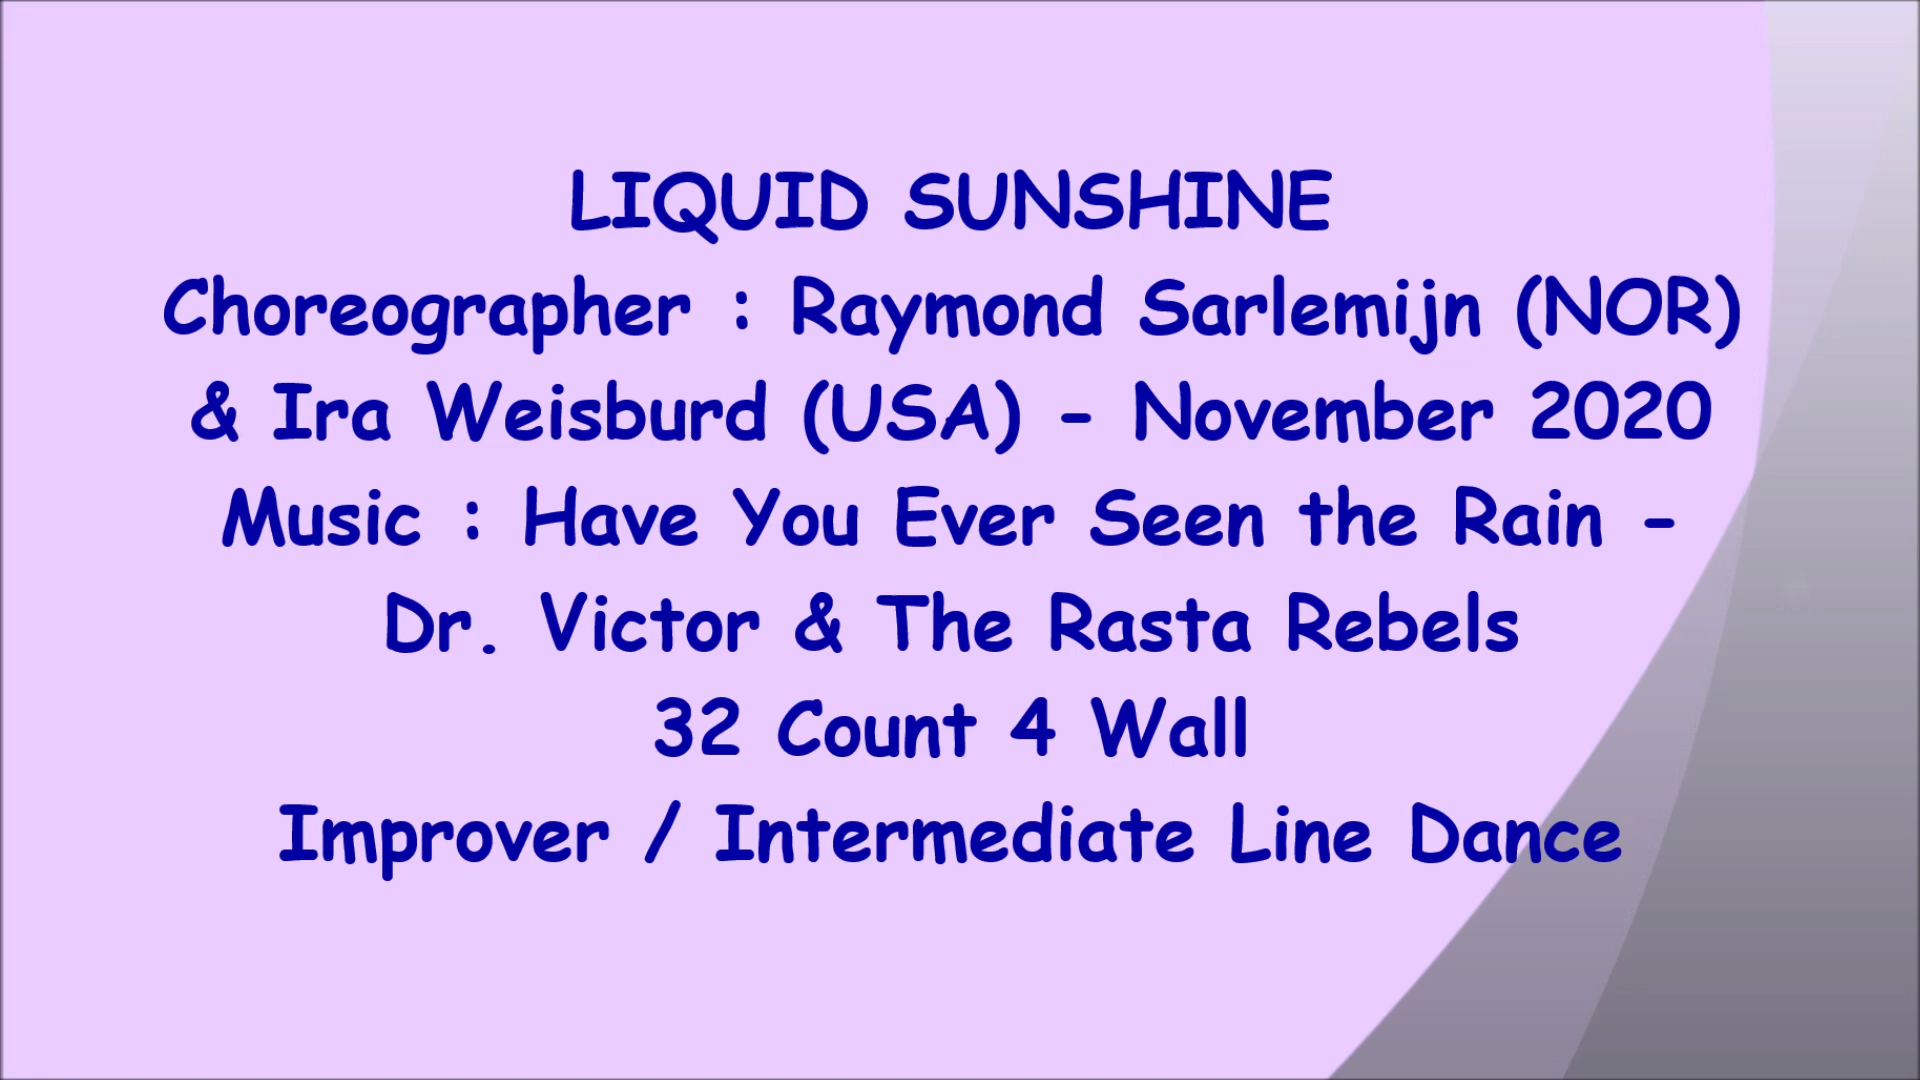 LIQUID SUNSHINE
Choreographer : Raymond Sarlemijn (NOR)
& Ira Weisburd (USA) - November 2020
Music : Have You Ever Seen the Rain -
Dr. Victor & The Rasta Rebels
32 Count 4 Wall
Improver / Intermediate Line Dance